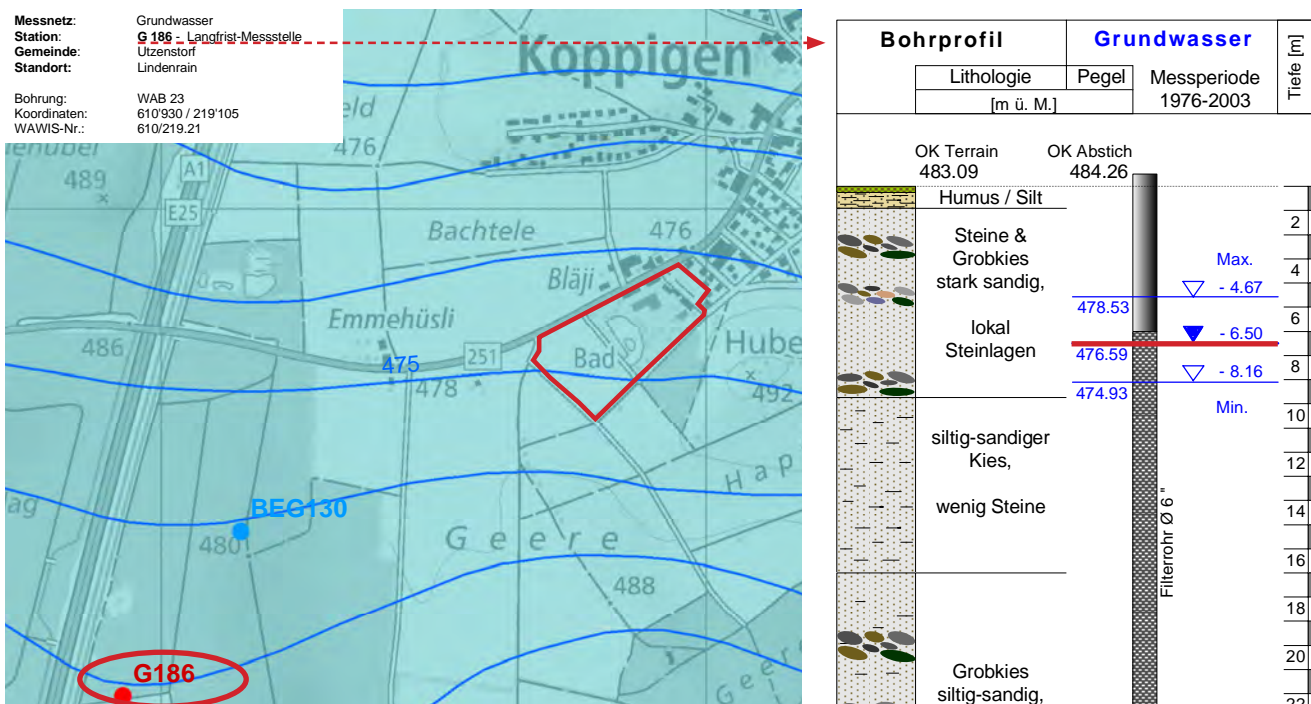 Messnetz: Grundwasser
Station: G 186 - Langfrist-Messstelle
Gemeinde: Utzenstorf
Standort: Lindenrain
Bohrung: WAB 23
Koordinaten: 610'930 / 219'105
WAWIS-Nr.: 610/219.21
Koppigen
476
489
A1
E25
Bachtele
476
Bläji
Emmehüsli
486
475
251
478
Bad
Hube
492
Hap
BEG130
480
Geere
488
G186
Geere
Bohrprofil
Grundwasser
Tiefe [m]
Lithologie
Pegel
Messperiode
1976-2003
[m ü. M.]
OK Terrain
483.09
OK Abstich
484.26
Humus / Silt
Steine &
Grobkies
stark sandig,
lokal
Steinlagen
siltig-sandiger
Kies,
wenig Steine
Grobkies
siltig-sandig,
Max.
- 4.67
478.53
- 6.50
476.59
- 8.16
474.93
Min.
Filterrohr Ø 6 "
2
4
6
8
10
12
14
16
18
20
22